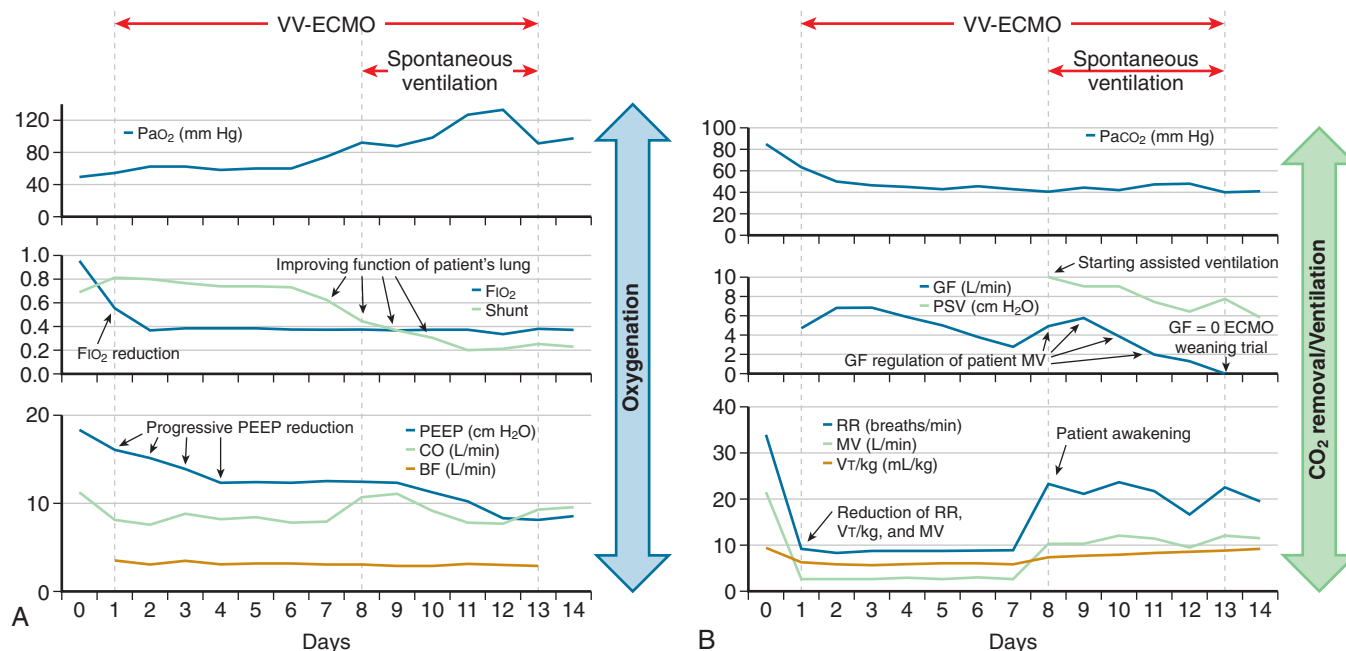 VV-ECMO
Spontaneous
ventilation
PaO2 (mm Hg)
120
80
40
0
1.0
0.8
0.6
0.4
0.2
0.0
Improving function of patient's lung
FIO2
Shunt
FIO2 reduction
20
10
0
Progressive PEEP reduction
PEEP (cm H2O)
CO (L/min)
BF (L/min)
0 1 2 3 4 5 6 7 8 9 10 11 12 13 14
Days
A
Oxygenation
VV-ECMO
Spontaneous
ventilation
PaCO2 (mm Hg)
100
80
60
40
20
0
10
8
6
4
2
0
Starting assisted ventilation
GF (L/min)
PSV (cm H2O)
GF = 0 ECMO
weaning trial
GF regulation of patient MV
40
30
20
10
0
RR (breaths/min)
MV (L/min)
VT/kg (mL/kg)
Patient awakening
Reduction of RR,
VT/kg, and MV
0 1 2 3 4 5 6 7 8 9 10 11 12 13 14
Days
B
CO2 removal/Ventilation